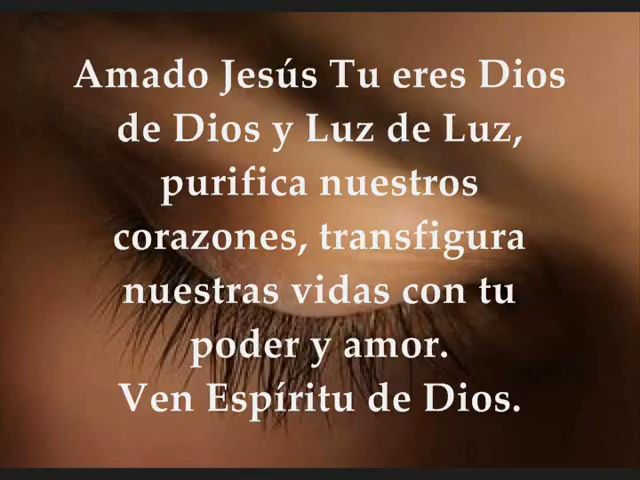 Amado Jesús Tu eres Dios
de Dios y Luz de Luz,
purifica nuestros
corazones, transfigura
nuestras vidas con tu
poder y amor.
Ven Espíritu de Dios.